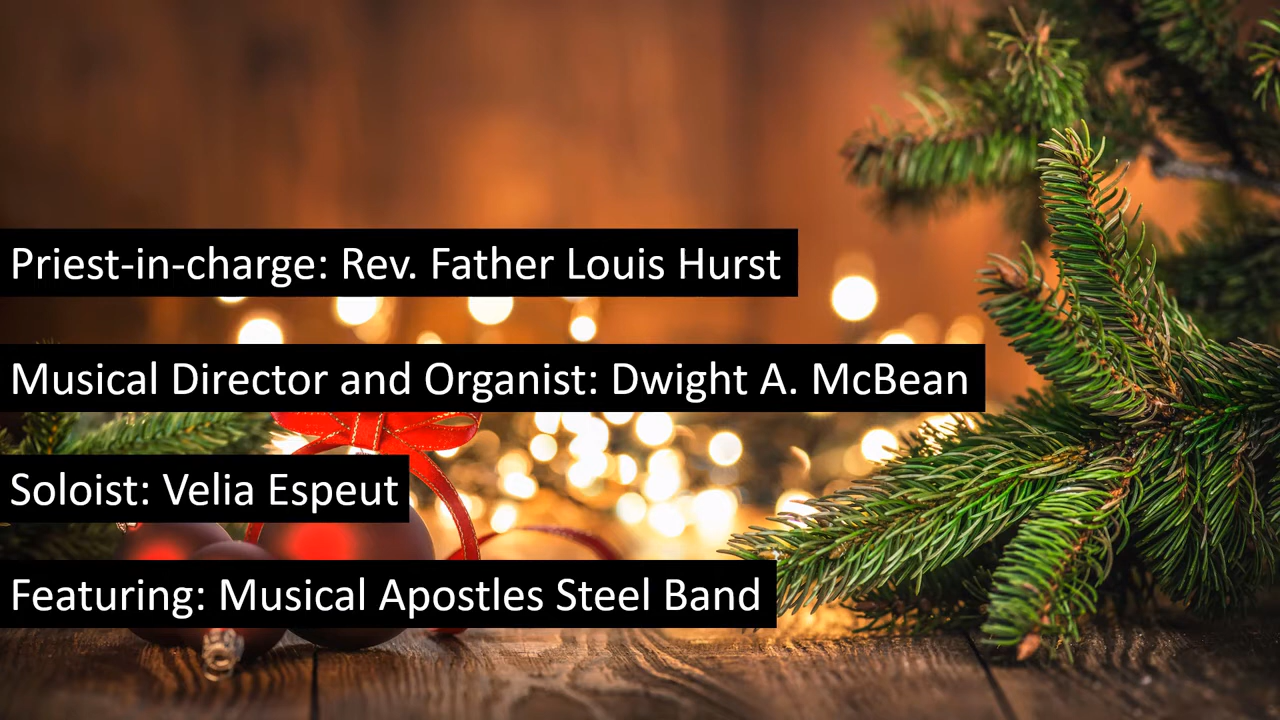 Priest-in-charge: Rev. Father Louis Hurst
Musical Director and Organist: Dwight A. McBean
Soloist: Velia Espeut
Featuring: Musical Apostles Steel Band